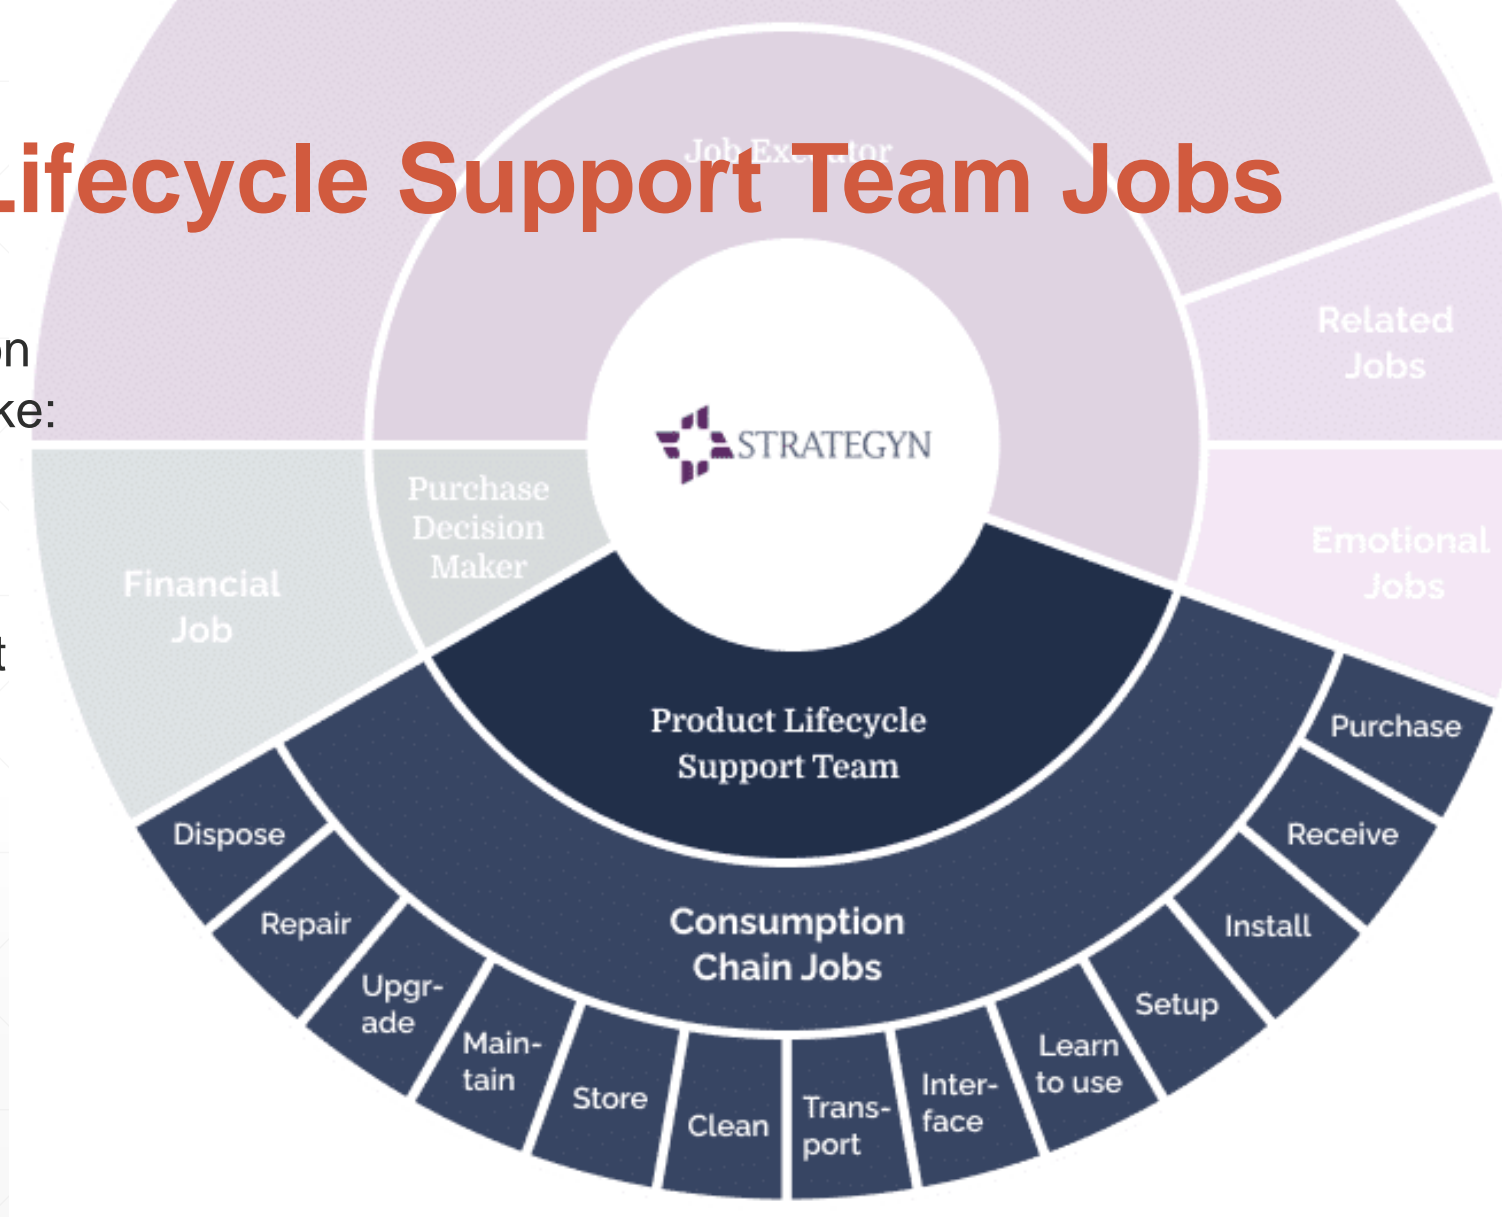 Job Executor
Lifecycle Support Team Jobs
on
ke:
t
Related
Jobs
STRATEGYN
Purchase
Decision
Maker
Financial
Job
Emotional
Jobs
Product Lifecycle
Support Team
Consumption
Chain Jobs
Purchase
Receive
Install
Setup
Learn
to use
Inter-
face
Trans-
port
Clean
Store
Main-
tain
Upgr-
ade
Repair
Dispose